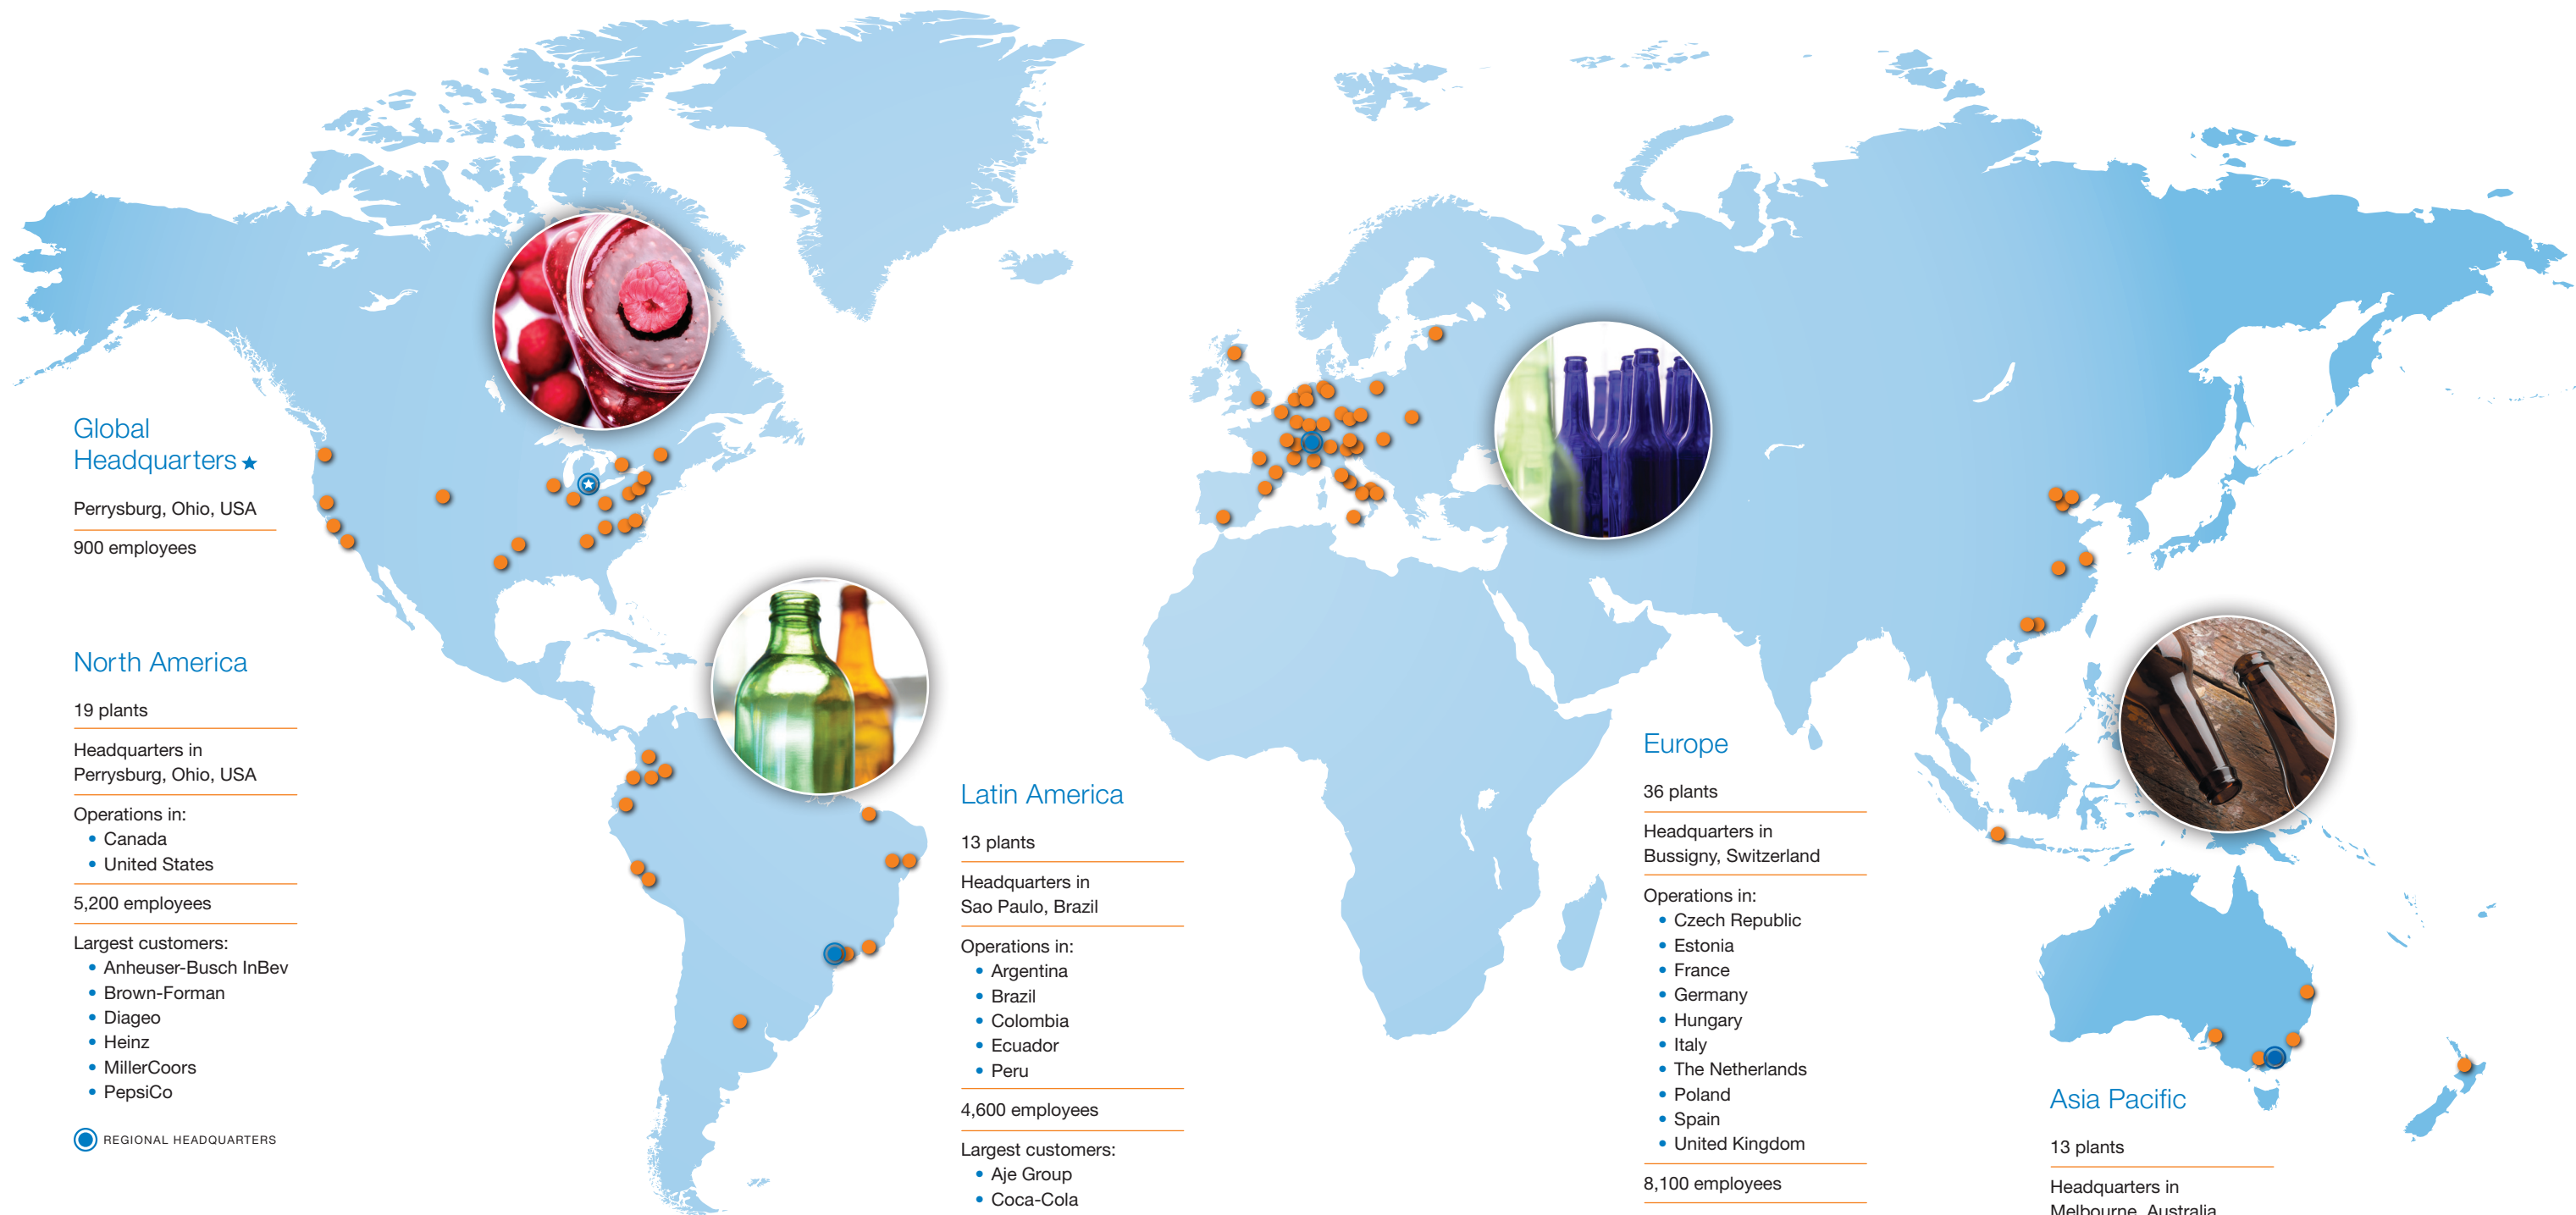 Global
Headquarters
Perrysburg, Ohio, USA
900 employees
North America
19 plants
Headquarters in
Perrysburg, Ohio, USA
Operations in:
• Canada
• United States
5,200 employees
Largest customers:
• Anheuser-Busch InBev
• Brown-Forman
• Diageo
• Heinz
• MillerCoors
• PepsiCo
REGIONAL HEADQUARTERS
Latin America
13 plants
Headquarters in
Sao Paulo, Brazil
Operations in:
• Argentina
• Brazil
• Colombia
• Ecuador
• Peru
4,600 employees
Largest customers:
• Aje Group
• Coca-Cola
Europe
36 plants
Headquarters in
Bussigny, Switzerland
Operations in:
• Czech Republic
• Estonia
• France
• Germany
• Hungary
• Italy
• The Netherlands
• Poland
• Spain
• United Kingdom
8,100 employees
Asia Pacific
13 plants
Headquarters in
Melbourne, Australia